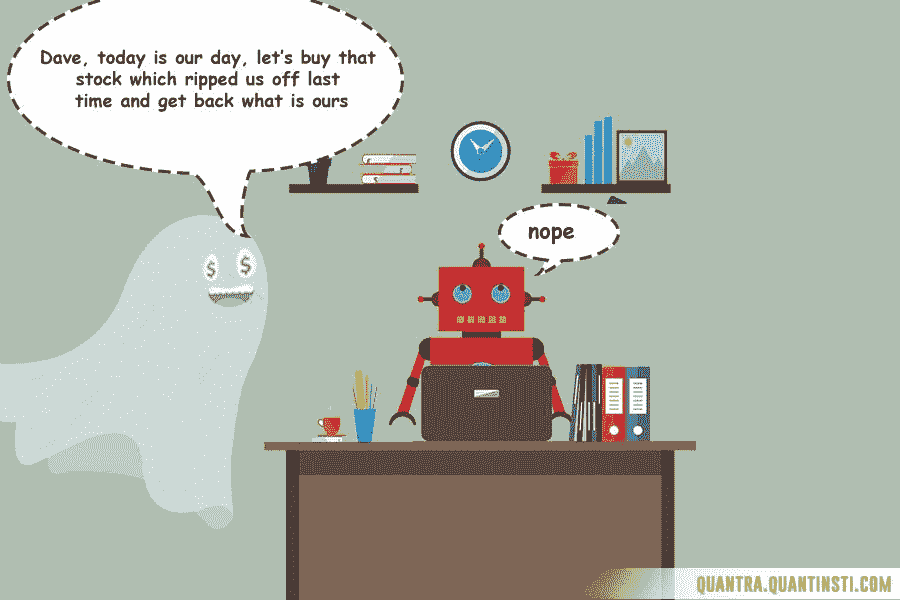 Dave, today is our day, let's buy that
stock which ripped us off last
time and get back what is ours
nope
$ $
QUANTRA.QUANTINSTI.COM